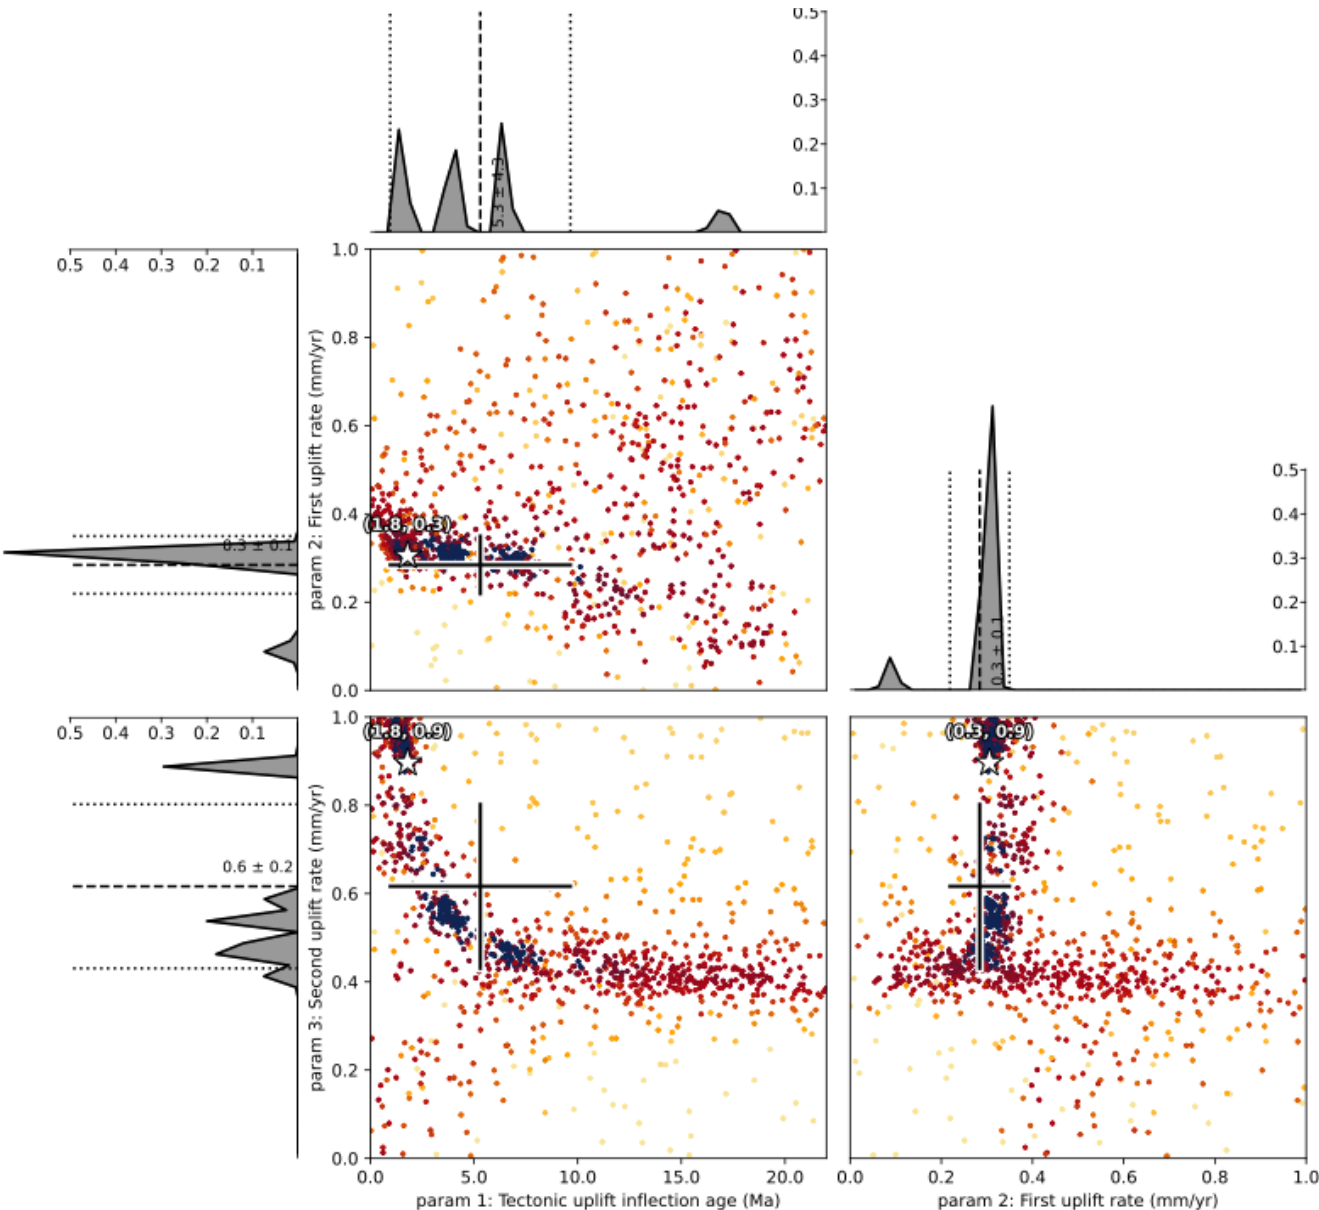 0.5
0.4
0.3
0.2
0.1
5.3 ± 4.3
0.5 0.4 0.3 0.2 0.1
0.3 ± 0.1
param 2: First uplift rate (mm/yr)
1.0
0.8
0.6
0.4
0.2
0.0
(1.8, 0.3)
0.5
0.4
0.3
0.2
0.1
0.3 ± 0.1
0.5 0.4 0.3 0.2 0.1
0.6 ± 0.2
param 3: Second uplift rate (mm/yr)
1.0
0.8
0.6
0.4
0.2
0.0
(1.8, 0.9)
(0.3, 0.9)
0.0 5.0 10.0 15.0 20.0
param 1: Tectonic uplift inflection age (Ma)
0.0 0.2 0.4 0.6 0.8 1.0
param 2: First uplift rate (mm/yr)